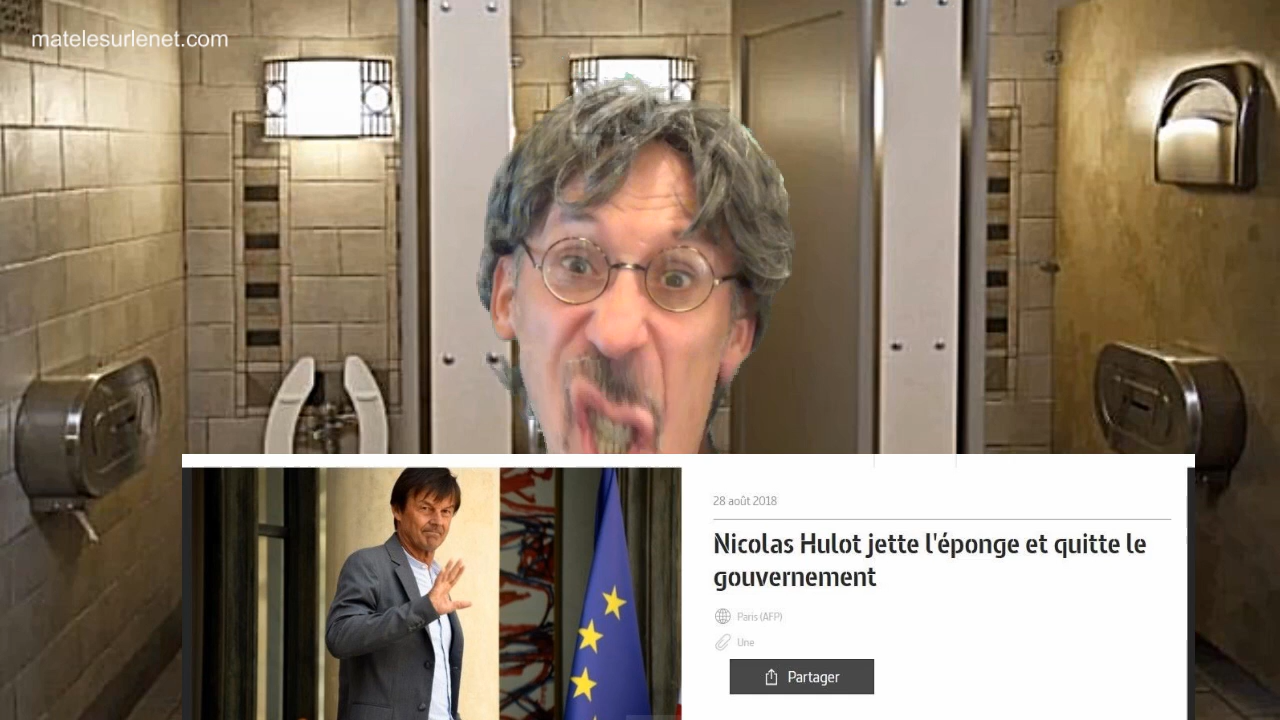 matelesurlenet.com
28 août 2018
Nicolas Hulot jette l'éponge et quitte le
gouvernement
Paris (AFP)
Une
Partager